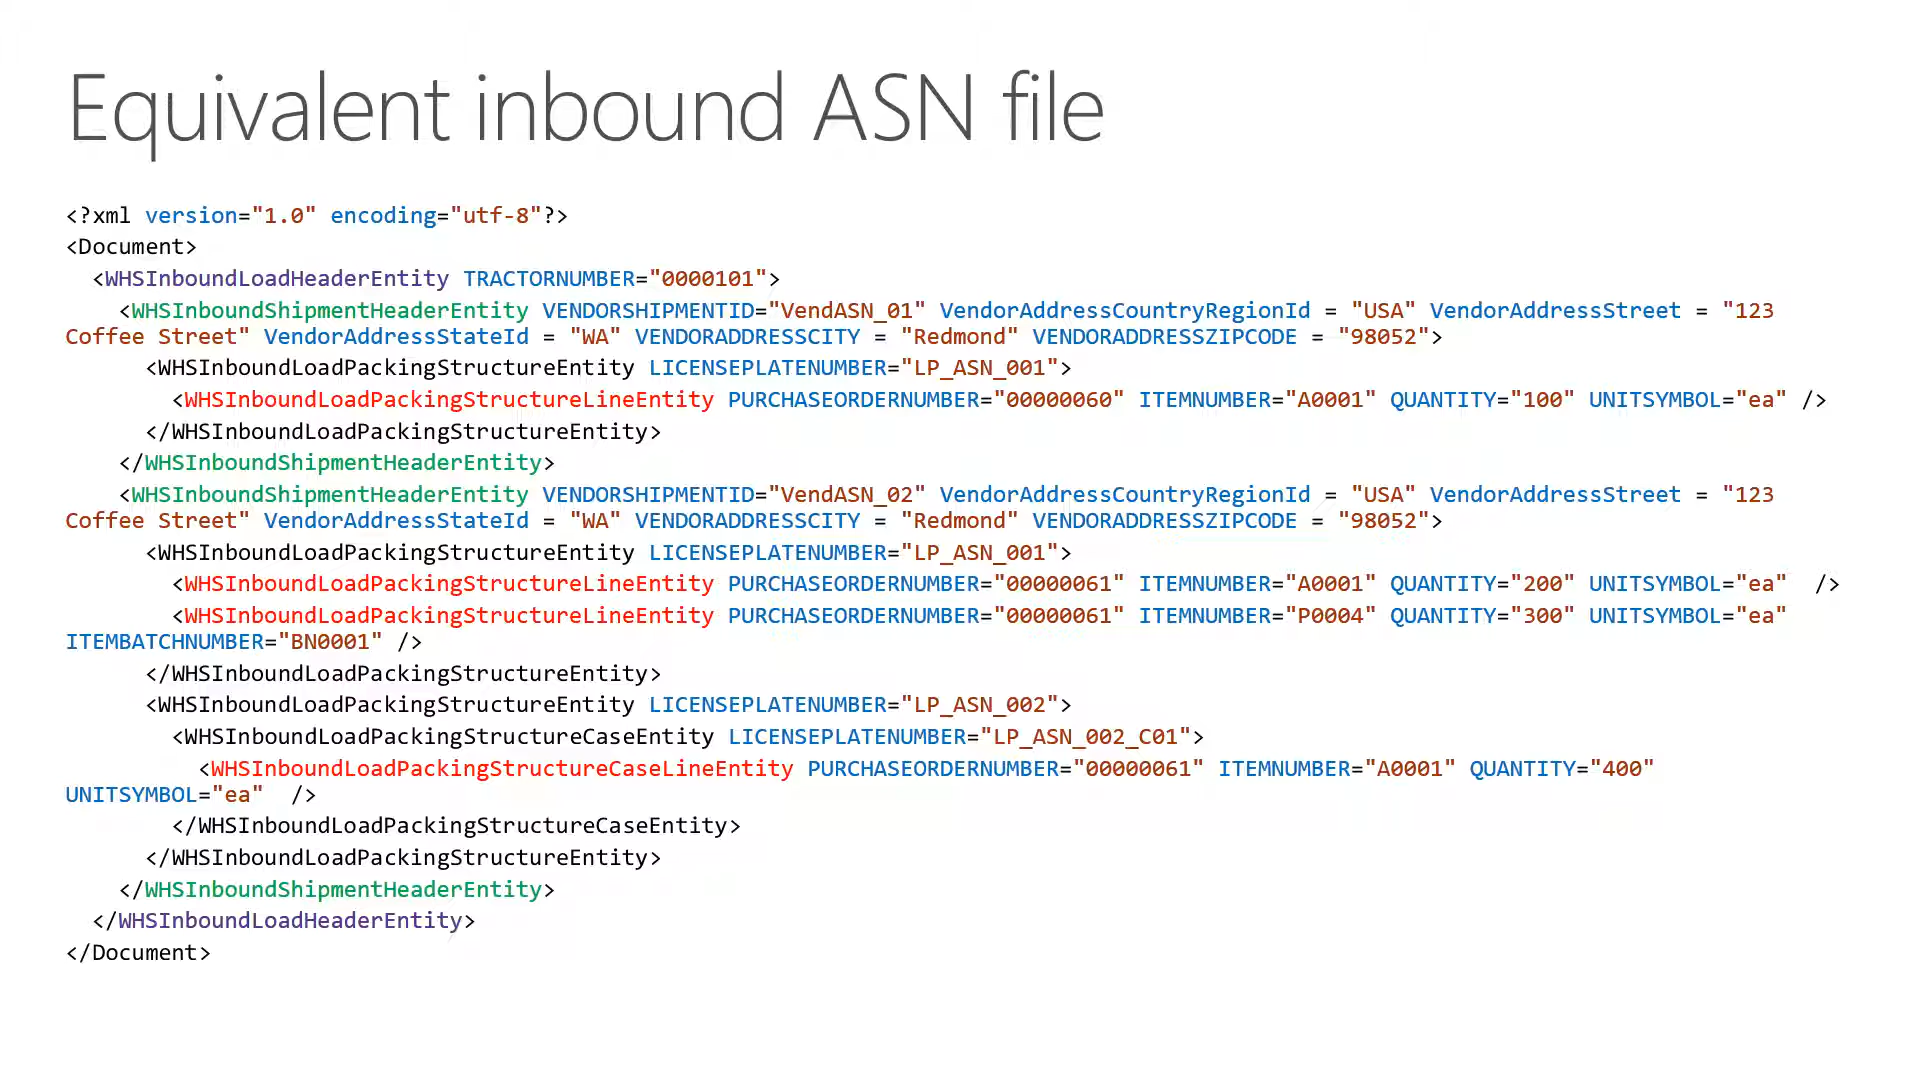 Equivalent inbound ASN file
<?xml version="1.0" encoding="utf-8"?>
<Document>
  <WHSInboundLoadHeaderEntity TRACTORNUMBER="0000101">
    <WHSInboundShipmentHeaderEntity VENDORSHIPMENTID="VendASN_01" VendorAddressCountryRegionId = "USA" VendorAddressStreet = "123
Coffee Street" VendorAddressStateId = "WA" VENDORADDRESSCITY = "Redmond" VENDORADDRESSZIPCODE = "98052">
      <WHSInboundLoadPackingStructureEntity LICENSEPLATENUMBER="LP_ASN_001">
        <WHSInboundLoadPackingStructureLineEntity PURCHASEORDERNUMBER="00000060" ITEMNUMBER="A0001" QUANTITY="100" UNITSYMBOL="ea" />
      </WHSInboundLoadPackingStructureEntity>
    </WHSInboundShipmentHeaderEntity>
    <WHSInboundShipmentHeaderEntity VENDORSHIPMENTID="VendASN_02" VendorAddressCountryRegionId = "USA" VendorAddressStreet = "123
Coffee Street" VendorAddressStateId = "WA" VENDORADDRESSCITY = "Redmond" VENDORADDRESSZIPCODE = "98052">
      <WHSInboundLoadPackingStructureEntity LICENSEPLATENUMBER="LP_ASN_001">
        <WHSInboundLoadPackingStructureLineEntity PURCHASEORDERNUMBER="00000061" ITEMNUMBER="A0001" QUANTITY="200" UNITSYMBOL="ea"  />
        <WHSInboundLoadPackingStructureLineEntity PURCHASEORDERNUMBER="00000061" ITEMNUMBER="P0004" QUANTITY="300" UNITSYMBOL="ea"
ITEMBATCHNUMBER="BN0001" />
      </WHSInboundLoadPackingStructureEntity>
      <WHSInboundLoadPackingStructureEntity LICENSEPLATENUMBER="LP_ASN_002">
        <WHSInboundLoadPackingStructureCaseEntity LICENSEPLATENUMBER="LP_ASN_002_C01">
          <WHSInboundLoadPackingStructureCaseLineEntity PURCHASEORDERNUMBER="00000061" ITEMNUMBER="A0001" QUANTITY="400"
UNITSYMBOL="ea"  />
        </WHSInboundLoadPackingStructureCaseEntity>
      </WHSInboundLoadPackingStructureEntity>
    </WHSInboundShipmentHeaderEntity>
  </WHSInboundLoadHeaderEntity>
</Document>